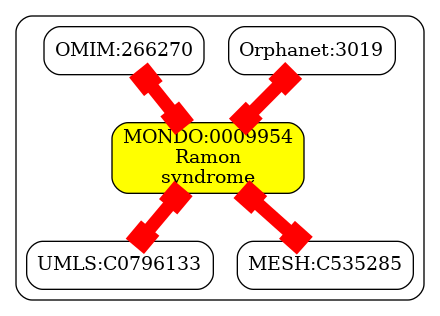 OMIM:266270
Orphanet:3019
MONDO:0009954
Ramon
syndrome
UMLS:C0796133
MESH:C535285